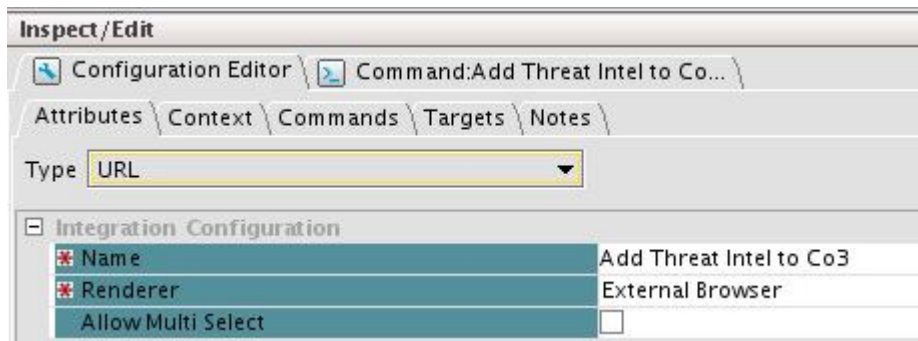 Inspect/Edit
Configuration Editor Command:Add Threat Intel to Co...
Attributes Context Commands Targets Notes
Type URL
Integration Configuration
Name Add Threat Intel to Co3
Renderer External Browser
Allow Multi Select